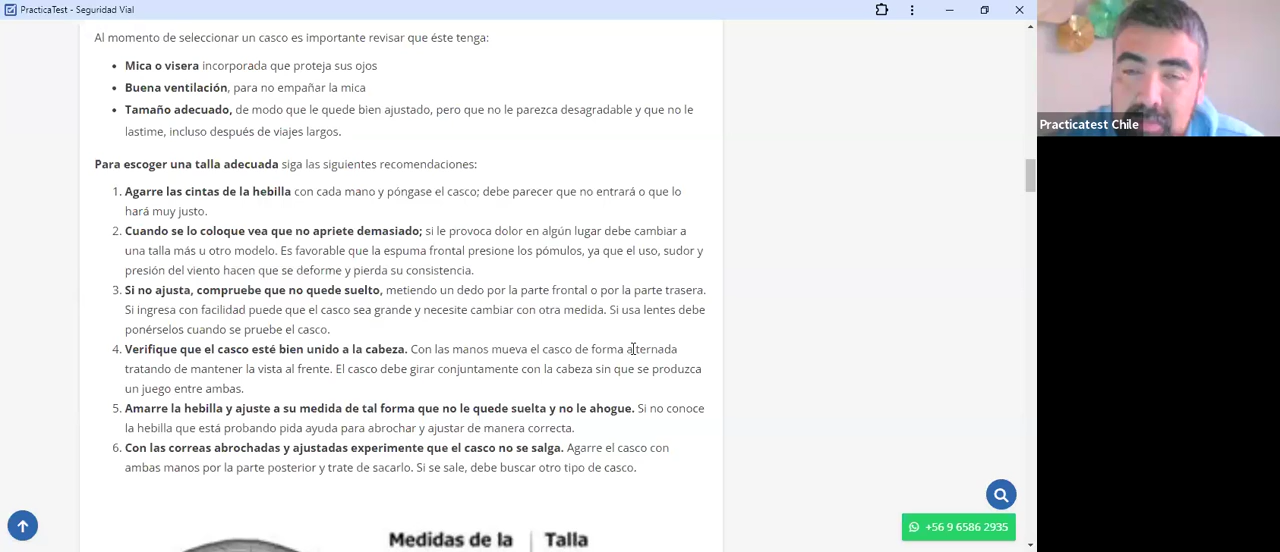 PracticaTest - Seguridad Vial
Al momento de seleccionar un casco es importante revisar que éste tenga:
• Mica o visera incorporada que proteja sus ojos
• Buena ventilación, para no empañar la mica
• Tamaño adecuado, de modo que le quede bien ajustado, pero que no le parezca desagradable y que no le
lastime, incluso después de viajes largos.
Para escoger una talla adecuada siga las siguientes recomendaciones:
1. Agarre las cintas de la hebilla con cada mano y póngase el casco; debe parecer que no entrará o que lo
hará muy justo.
2. Cuando se lo coloque vea que no apriete demasiado; si le provoca dolor en algún lugar debe cambiar a
una talla más u otro modelo. Es favorable que la espuma frontal presione los pómulos, ya que el uso, sudor y
presión del viento hacen que se deforme y pierda su consistencia.
3. Si no ajusta, compruebe que no quede suelto, metiendo un dedo por la parte frontal o por la parte trasera.
Si ingresa con facilidad puede que el casco sea grande y necesite cambiar con otra medida. Si usa lentes debe
ponérselos cuando se pruebe el casco.
4. Verifique que el casco esté bien unido a la cabeza. Con las manos mueva el casco de forma alternada
tratando de mantener la vista al frente. El casco debe girar conjuntamente con la cabeza sin que se produzca
un juego entre ambas.
5. Amarre la hebilla y ajuste a su medida de tal forma que no le quede suelta y no le ahogue. Si no conoce
la hebilla que está probando pida ayuda para abrochar y ajustar de manera correcta.
6. Con las correas abrochadas y ajustadas experimente que el casco no se salga. Agarre el casco con
ambas manos por la parte posterior y trate de sacarlo. Si se sale, debe buscar otro tipo de casco.
Medidas de la
Talla
+56 9 6586 2935
Practicatest Chile